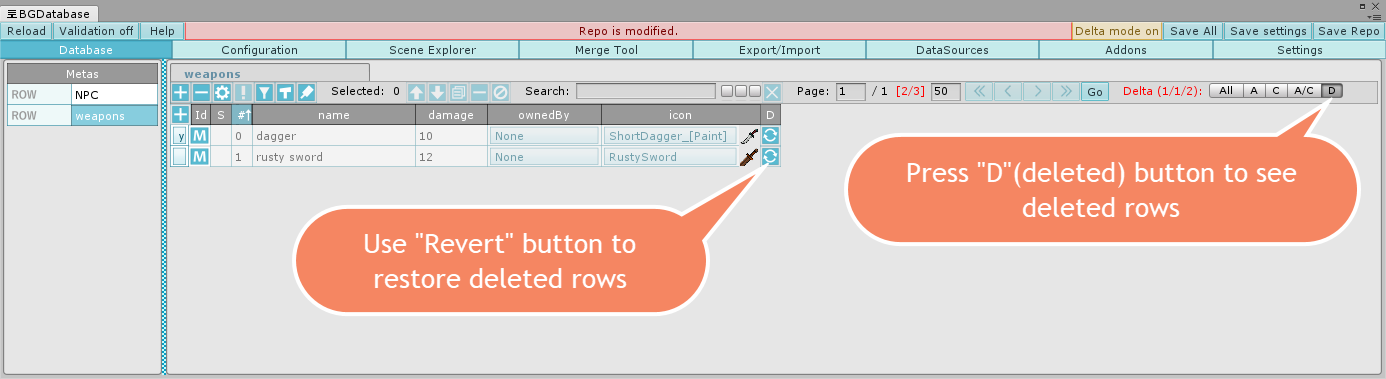 BGDatabase
Reload Validation off Help Repo is modified. Delta mode on Save All Save settings Save Repo
Database Configuration Scene Explorer Merge Tool Export/Import DataSources Addons Settings
Metas
ROW NPC
ROW weapons
weapons
Selected: 0 Search: Page: 1 / 1 [2/3] 50 Go Delta (1/1/2): All A C A/C D
Id S #↑ name damage ownedBy icon D
y M 0 dagger 10 None ShortDagger_[Paint]
M 1 rusty sword 12 None RustySword
Press "D"(deleted) button to see
deleted rows
Use "Revert" button to
restore deleted rows